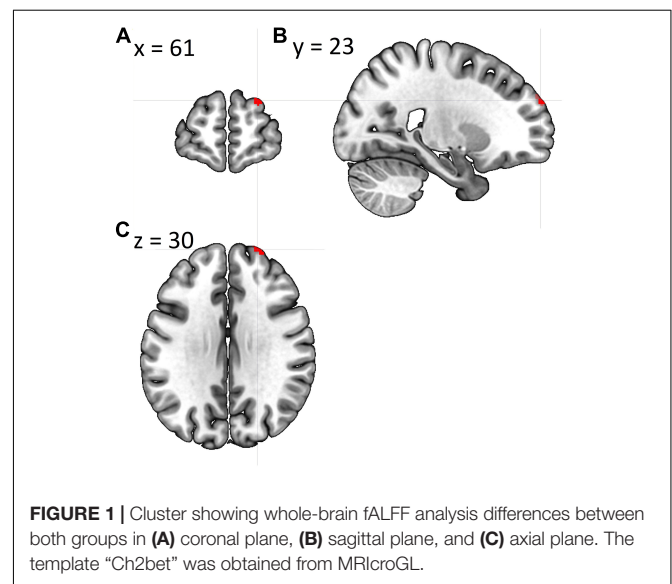 A x = 61
B y = 23
C z = 30
FIGURE 1 | Cluster showing whole-brain fALFF analysis differences between
both groups in (A) coronal plane, (B) sagittal plane, and (C) axial plane. The
template “Ch2bet” was obtained from MRIcroGL.